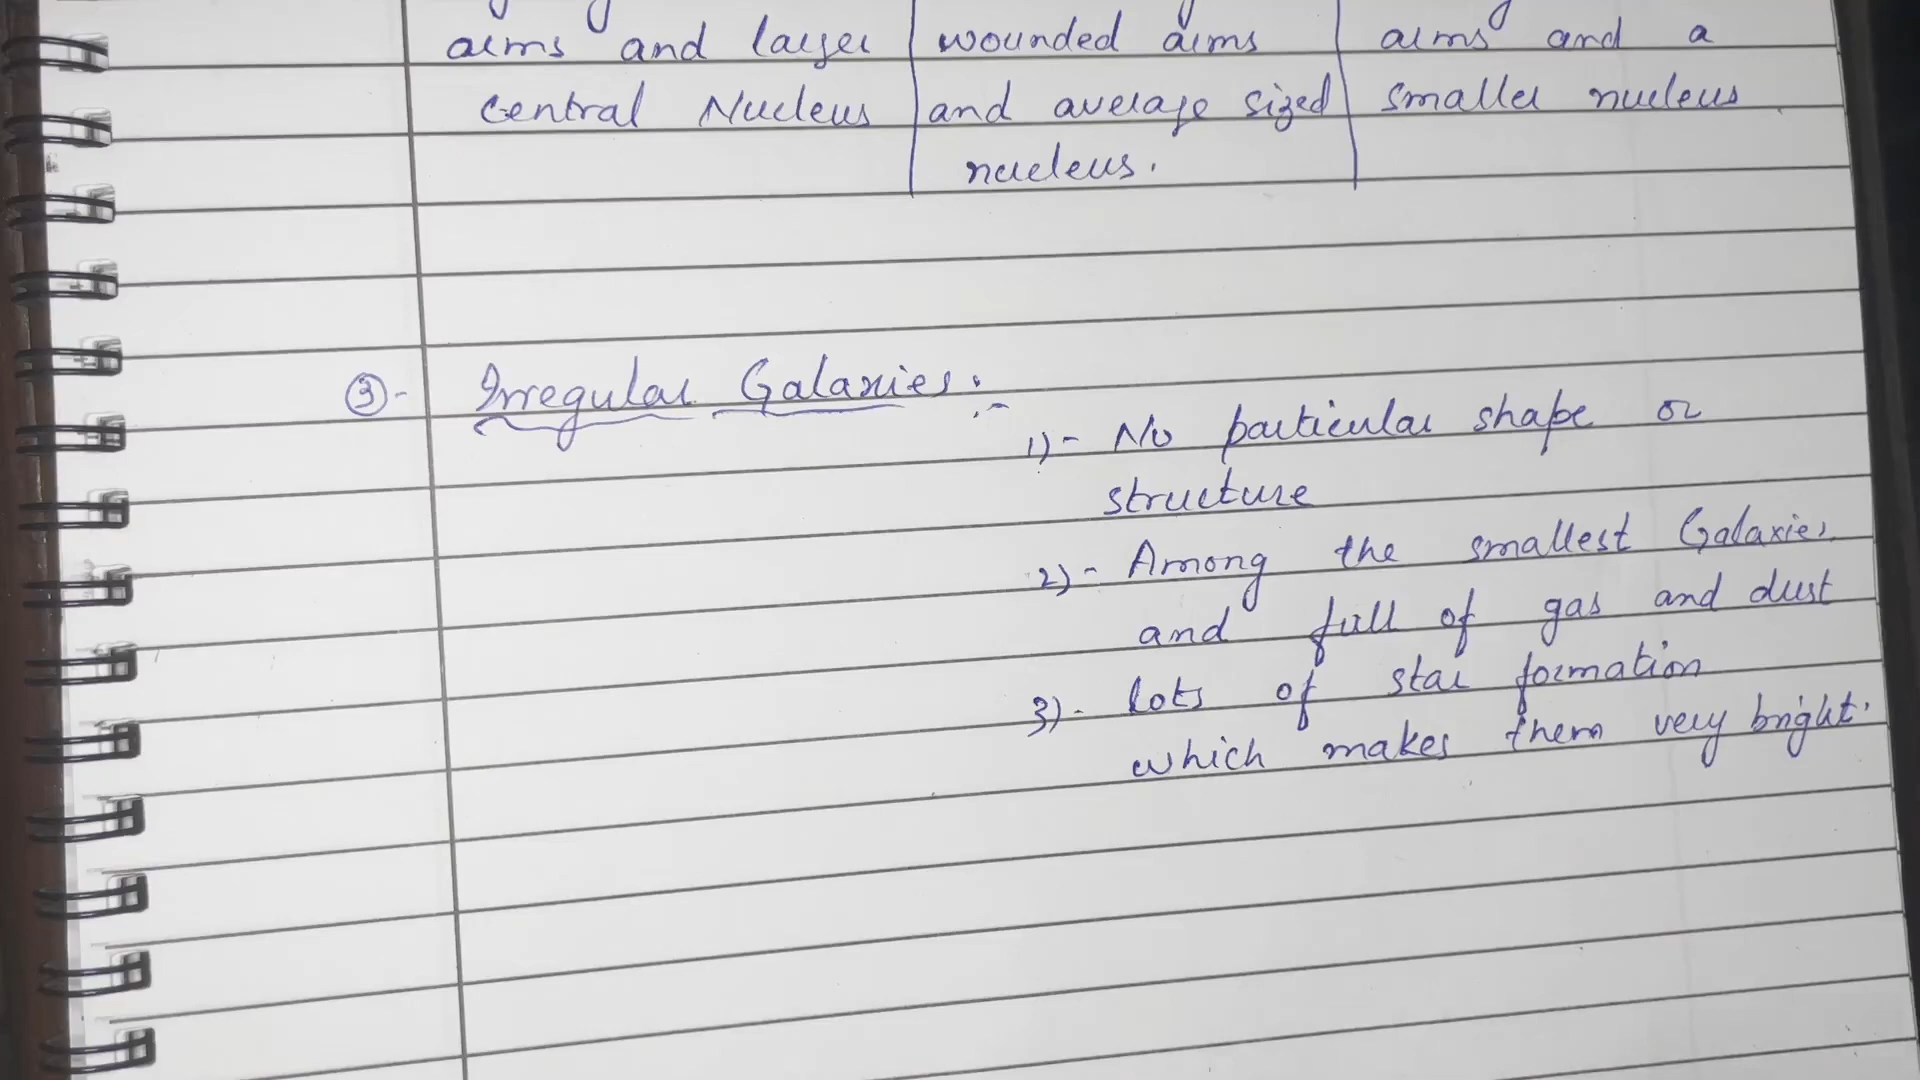 arms and larger | wounded arms | arms and a
central Nucleus | and average sized | smaller nucleus
nucleus.
③- Irregular Galaxies :-
1)- No particular shape or
structure
2)- Among the smallest Galaxies
and full of gas and dust
3)- Lots of star formation
which makes them very bright.